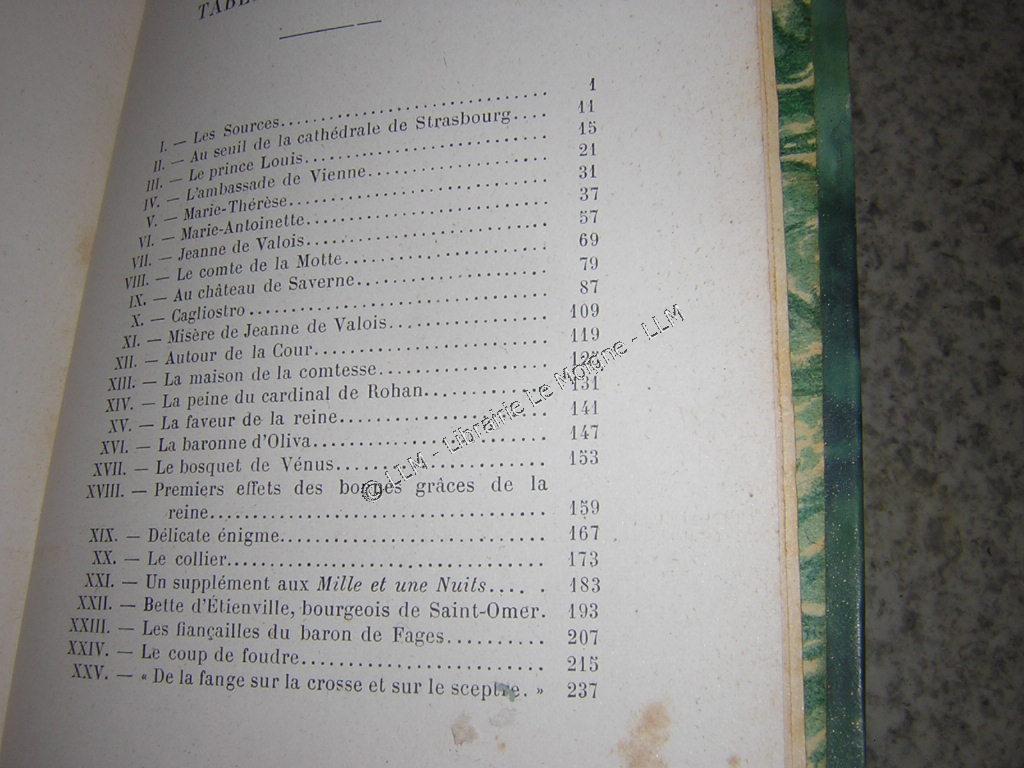 TABLE
I. — Les Sources........................ 1
II. — Au seuil de la cathédrale de Strasbourg.... 11
III. — Le prince Louis........................ 15
IV. — L'ambassade de Vienne.................. 21
V. — Marie-Thérèse........................ 31
VI. — Marie-Antoinette........................ 37
VII. — Jeanne de Valois........................ 57
VIII. — Le comte de la Motte.................... 69
IX. — Au château de Saverne.................. 79
X. — Cagliostro........................ 87
XI. — Misère de Jeanne de Valois................ 109
XII. — Autour de la Cour...................... 119
XIII. — La maison de la comtesse................
XIV. — La peine du cardinal de Rohan............ 131
XV. — La faveur de la reine.................... 141
XVI. — La baronne d'Oliva...................... 147
XVII. — Le bosquet de Vénus.................... 153
XVIII. — Premiers effets des bonnes grâces de la
reine................................ 159
XIX. — Délicate énigme........................ 167
XX. — Le collier............................ 173
XXI. — Un supplément aux Mille et une Nuits..... . 183
XXII. — Bette d'Étienville, bourgeois de Saint-Omer. 193
XXIII. — Les fiançailles du baron de Fages.......... 207
XXIV. — Le coup de foudre...................... 215
XXV. — « De la fange sur la crosse et sur le sceptre. » 237
© LLM - Librairie Le Moigne - LLM